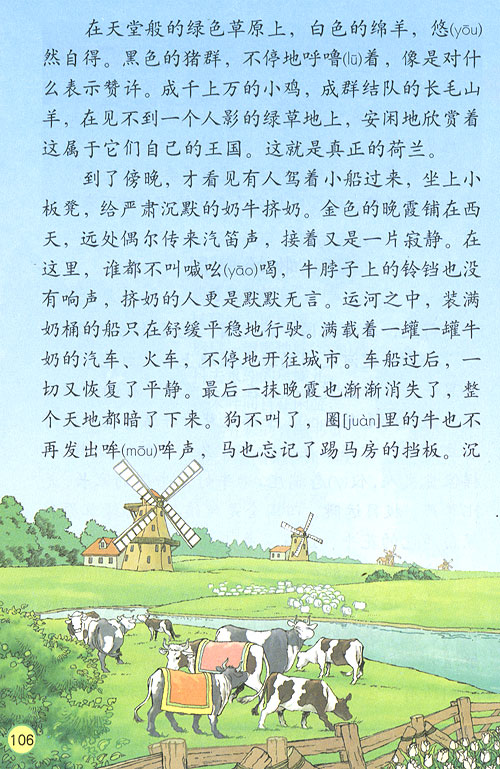 在天堂般的绿色草原上，白色的绵羊，悠(yōu)
然自得。黑色的猪群，不停地呼噜(lū)着，像是对什
么表示赞许。成千上万的小鸡，成群结队的长毛山
羊，在见不到一个人影的绿草地上，安闲地欣赏着
这属于它们自己的王国。这就是真正的荷兰。
到了傍晚，才看见有人驾着小船过来，坐上小
板凳，给严肃沉默的奶牛挤奶。金色的晚霞铺在西
天，远处偶尔传来汽笛声，接着又是一片寂静。在
这里，谁都不叫喊吆(yāo)喝，牛脖子上的铃铛也没
有响声，挤奶的人更是默默无言。运河之中，装满
奶桶的船只在舒缓平稳地行驶。满载着一罐一罐牛
奶的汽车、火车，不停地开往城市。车船过后，一
切又恢复了平静。最后一抹晚霞也渐渐消失了，整
个天地都暗了下来。狗不叫了，圈[juàn]里的牛也不
再发出哞(mōu)哞声，马也忘记了踢马房的挡板。沉
106